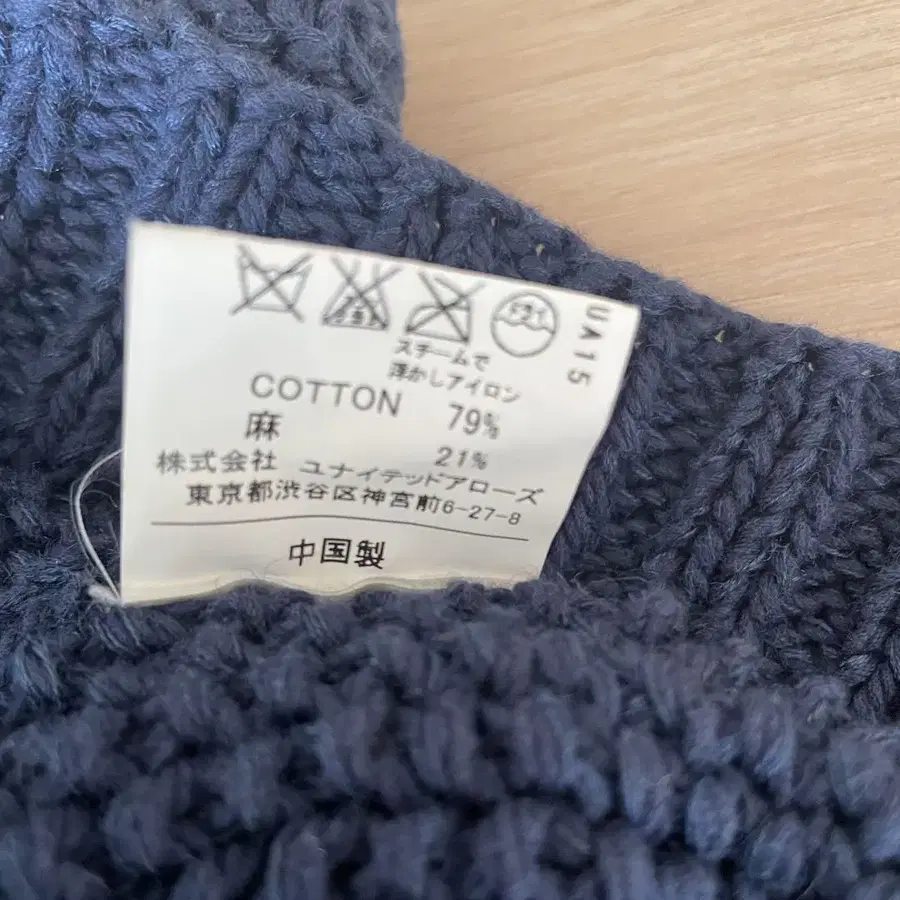 UA15
スチームで
浮かしアイロン
COTTON 79%
麻 21%
株式会社 ユナイテッドアローズ
東京都渋谷区神宮前6-27-8
中国製